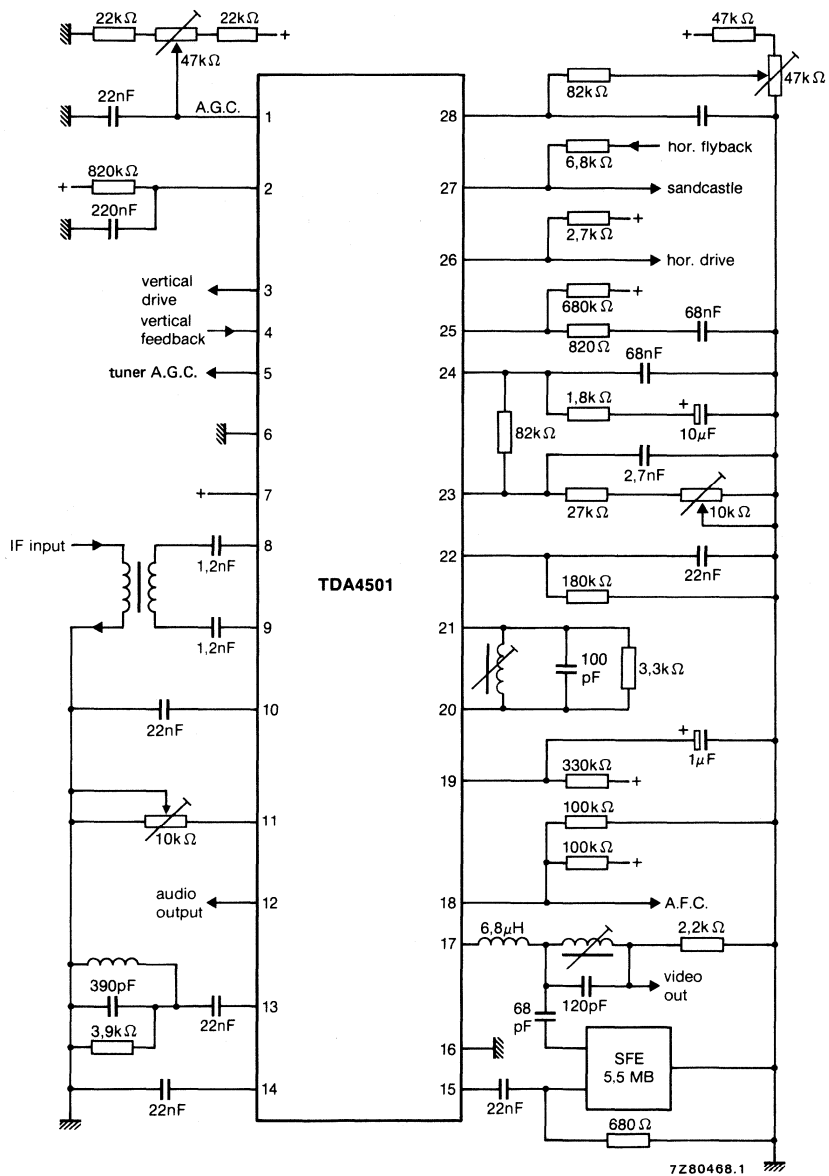 22kΩ
22kΩ
+
47kΩ
22nF
A.G.C.
1
820kΩ
+
2
220nF
vertical
drive
3
vertical
feedback
4
tuner A.G.C.
5
6
+
7
IF input
8
1,2nF
9
1,2nF
10
22nF
11
10kΩ
audio
output
12
390pF
13
22nF
3,9kΩ
14
22nF
TDA4501
47kΩ
+
82kΩ
47kΩ
28
hor. flyback
6,8kΩ
27
sandcastle
+
2,7kΩ
26
hor. drive
+
680kΩ
68nF
25
820Ω
68nF
24
1,8kΩ
+
10μF
82kΩ
2,7nF
23
27kΩ
10kΩ
22
22nF
180kΩ
21
100
pF
3,3kΩ
20
+
1μF
19
330kΩ
+
100kΩ
100kΩ
+
18
A.F.C.
17
6,8μH
2,2kΩ
120pF
video
out
68
pF
16
SFE
5,5 MB
15
22nF
680Ω
7Z80468.1